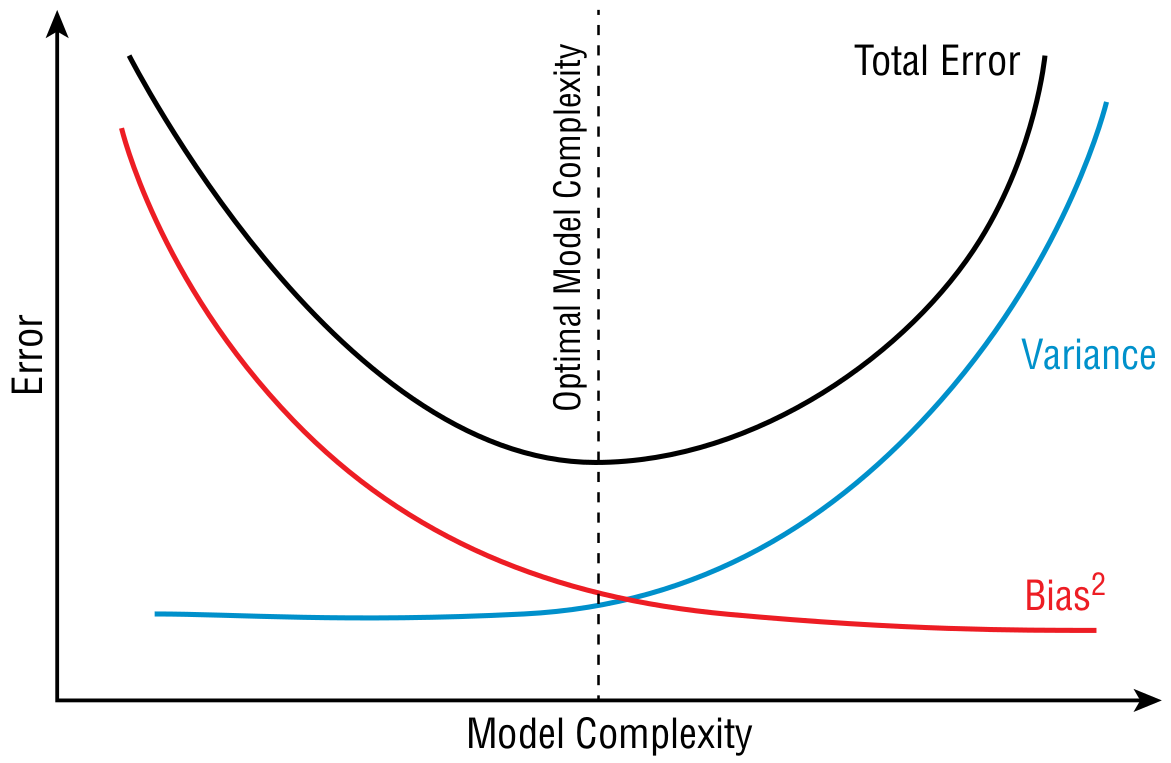 Total Error
Optimal Model Complexity
Error
Variance
Bias²
Model Complexity